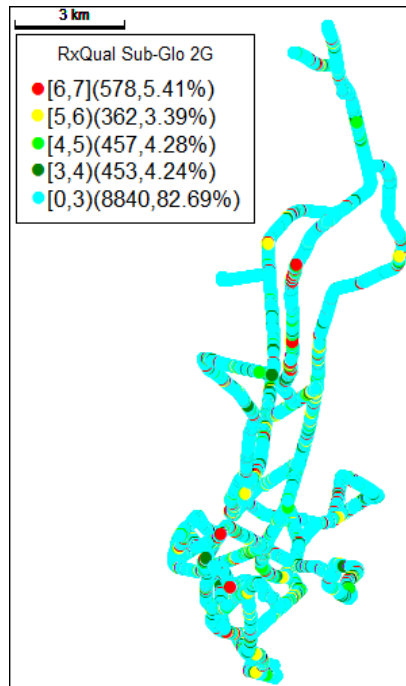 3 km
RxQual Sub-Glo 2G
[6,7](578,5.41%)
[5,6)(362,3.39%)
[4,5)(457,4.28%)
[3,4)(453,4.24%)
[0,3)(8840,82.69%)